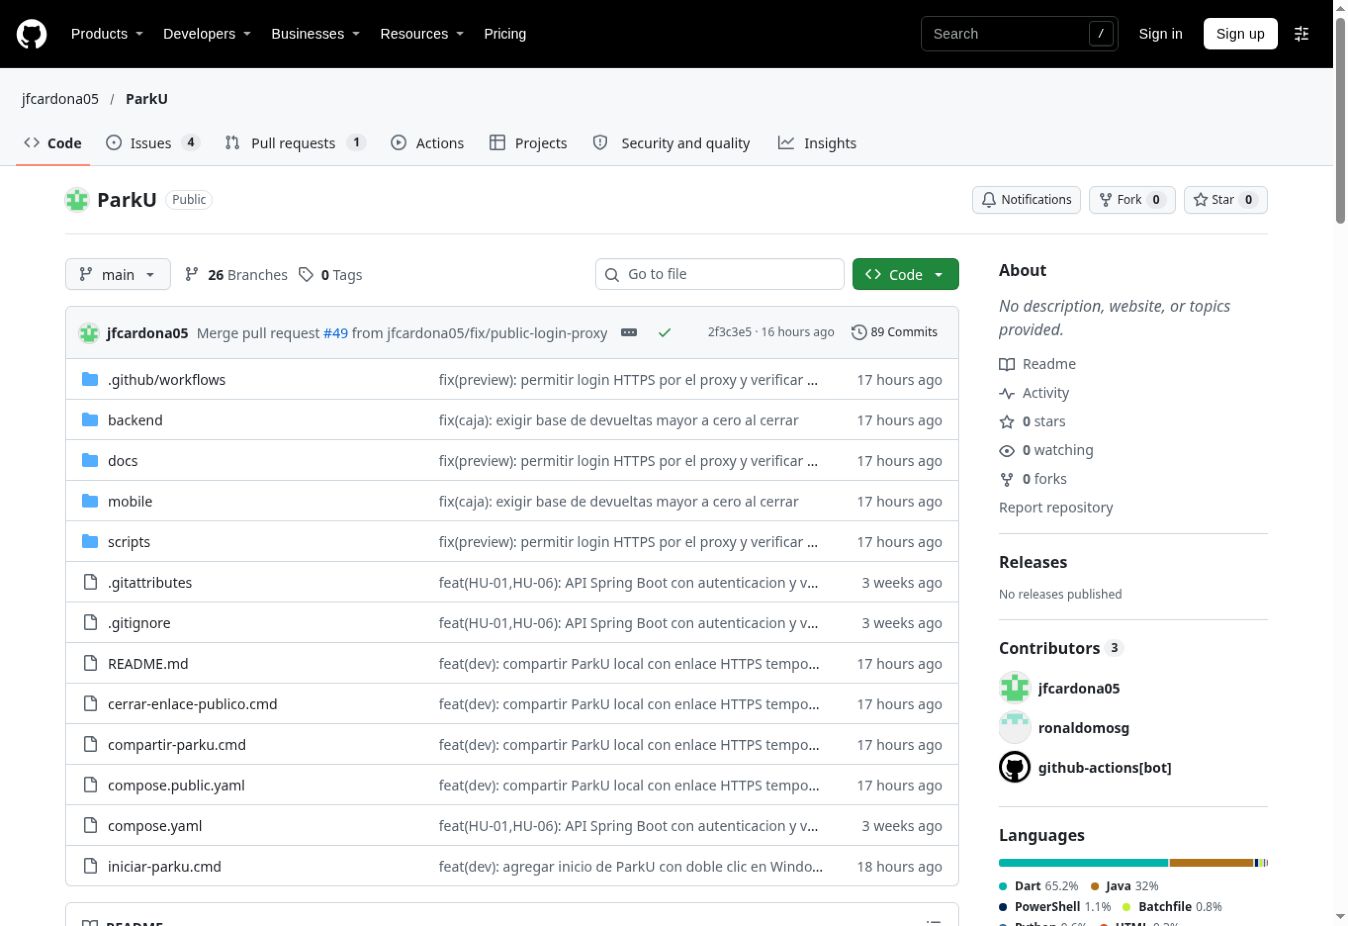 Products Developers Businesses Resources Pricing Search / Sign in Sign up
jfcardona05 / ParkU
Code Issues 4 Pull requests 1 Actions Projects Security and quality Insights
ParkU Public Notifications Fork 0 Star 0
main 26 Branches 0 Tags Go to file Code
jfcardona05 Merge pull request #49 from jfcardona05/fix/public-login-proxy 2f3c3e5 · 16 hours ago 89 Commits
.github/workflows fix(preview): permitir login HTTPS por el proxy y verificar ... 17 hours ago
backend fix(caja): exigir base de devueltas mayor a cero al cerrar 17 hours ago
docs fix(preview): permitir login HTTPS por el proxy y verificar ... 17 hours ago
mobile fix(caja): exigir base de devueltas mayor a cero al cerrar 17 hours ago
scripts fix(preview): permitir login HTTPS por el proxy y verificar ... 17 hours ago
.gitattributes feat(HU-01,HU-06): API Spring Boot con autenticacion y v... 3 weeks ago
.gitignore feat(HU-01,HU-06): API Spring Boot con autenticacion y v... 3 weeks ago
README.md feat(dev): compartir ParkU local con enlace HTTPS tempo... 17 hours ago
cerrar-enlace-publico.cmd feat(dev): compartir ParkU local con enlace HTTPS tempo... 17 hours ago
compartir-parku.cmd feat(dev): compartir ParkU local con enlace HTTPS tempo... 17 hours ago
compose.public.yaml feat(dev): compartir ParkU local con enlace HTTPS tempo... 17 hours ago
compose.yaml feat(HU-01,HU-06): API Spring Boot con autenticacion y v... 3 weeks ago
iniciar-parku.cmd feat(dev): agregar inicio de ParkU con doble clic en Windo... 18 hours ago
README
About
No description, website, or topics
provided.
Readme
Activity
0 stars
0 watching
0 forks
Report repository
Releases
No releases published
Contributors 3
jfcardona05
ronaldomosg
github-actions[bot]
Languages
Dart 65.2% Java 32%
PowerShell 1.1% Batchfile 0.8%
Python 0.6% HTML 0.2%